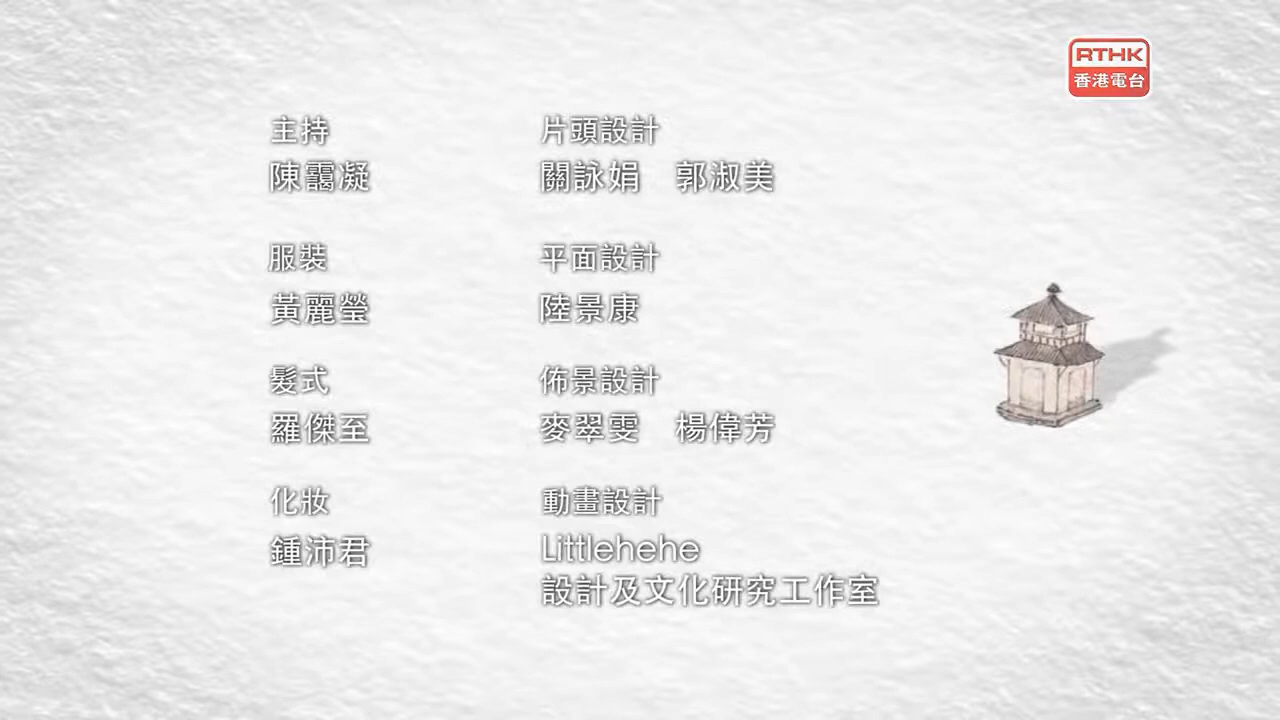 RTHK
香港電台
主持
陳靄凝
片頭設計
關詠娟 郭淑美
服裝
黃麗瑩
平面設計
陸景康
髮式
羅傑至
佈景設計
麥翠雯 楊偉芳
化妝
鍾沛君
動畫設計
Littlehehe
設計及文化研究工作室